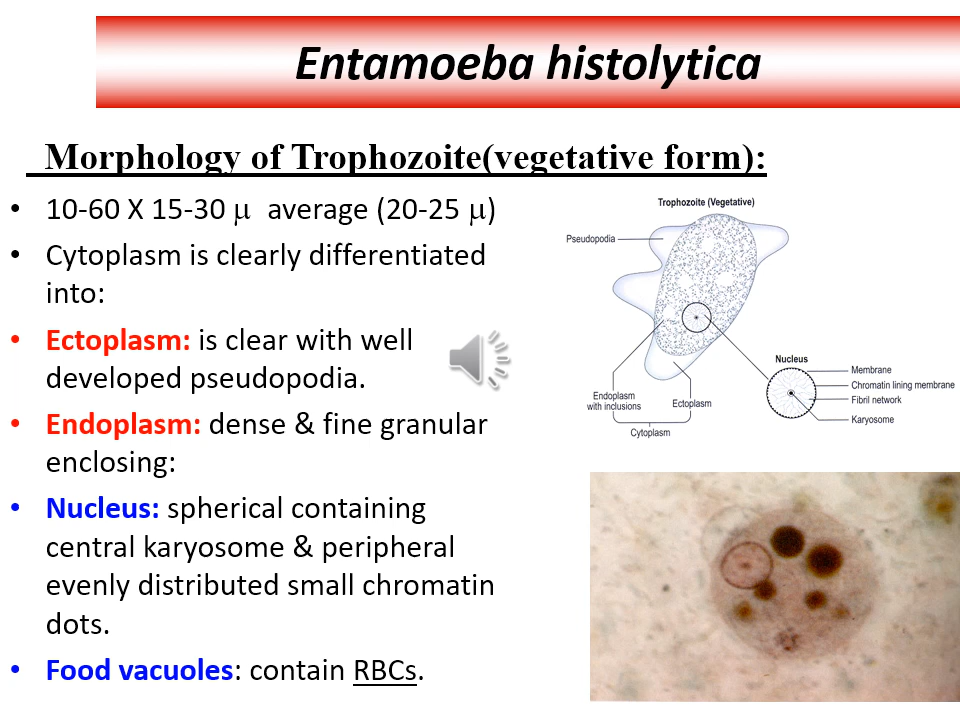 Entamoeba histolytica
Morphology of Trophozoite(vegetative form):
• 10-60 X 15-30 μ average (20-25 μ)
• Cytoplasm is clearly differentiated
into:
• Ectoplasm: is clear with well
developed pseudopodia.
• Endoplasm: dense & fine granular
enclosing:
• Nucleus: spherical containing
central karyosome & peripheral
evenly distributed small chromatin
dots.
• Food vacuoles: contain RBCs.
Trophozoite (Vegetative)
Pseudopodia
Endoplasm
with inclusions
Ectoplasm
Cytoplasm
Nucleus
Membrane
Chromatin lining membrane
Fibril network
Karyosome